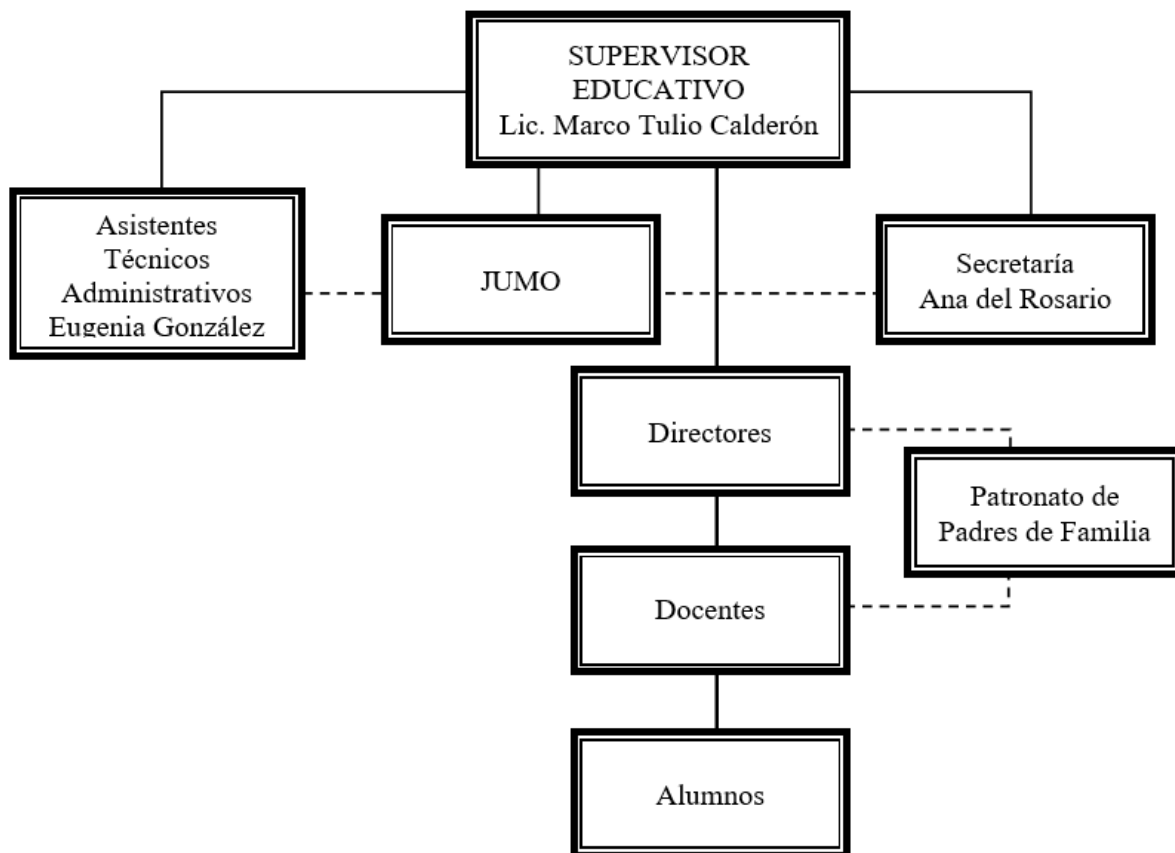 SUPERVISOR
EDUCATIVO
Lic. Marco Tulio Calderón
Asistentes
Técnicos
Administrativos
Eugenia González
JUMO
Secretaría
Ana del Rosario
Directores
Patronato de
Padres de Familia
Docentes
Alumnos